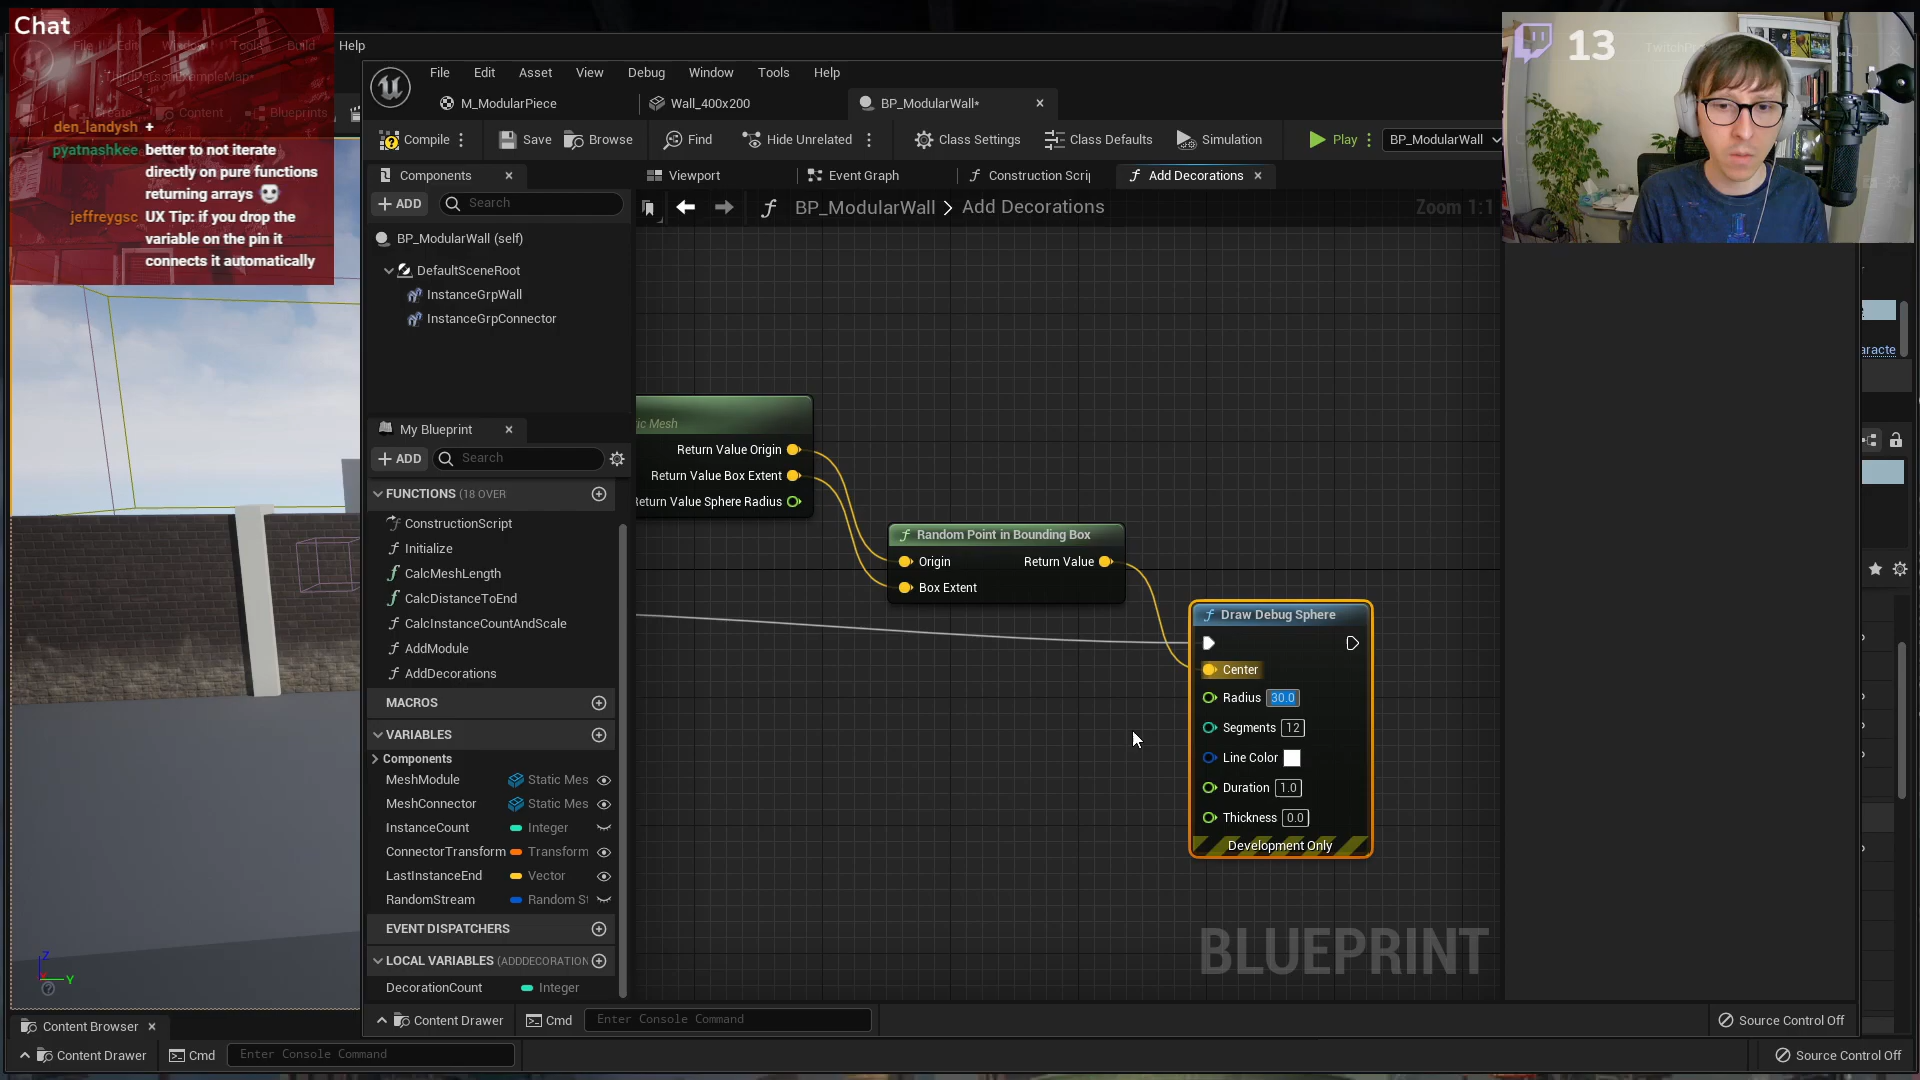 Chat
den_landysh +
pyatnashkee better to not iterate
directly on pure functions
returning arrays
jeffreygsc UX Tip: if you drop the
variable on the pin it
connects it automatically
Help
File Edit Asset View Debug Window Tools Help
M_ModularPiece
Wall_400x200
BP_ModularWall*
Compile
Save
Browse
Find
Hide Unrelated
Class Settings
Class Defaults
Simulation
Play
BP_ModularWall
13
Components
Viewport
Event Graph
Construction Scrip
Add Decorations
ADD
Search
BP_ModularWall > Add Decorations
Zoom 1:1
BP_ModularWall (self)
DefaultSceneRoot
InstanceGrpWall
InstanceGrpConnector
aracte
My Blueprint
ADD
Search
FUNCTIONS (18 OVER
ConstructionScript
Initialize
CalcMeshLength
CalcDistanceToEnd
CalcInstanceCountAndScale
AddModule
AddDecorations
MACROS
VARIABLES
Components
MeshModule Static Mes
MeshConnector Static Mes
InstanceCount Integer
ConnectorTransform Transform
LastInstanceEnd Vector
RandomStream Random St
EVENT DISPATCHERS
LOCAL VARIABLES (ADDDECORATION
DecorationCount Integer
ic Mesh
Return Value Origin
Return Value Box Extent
Return Value Sphere Radius
Random Point in Bounding Box
Origin Return Value
Box Extent
Draw Debug Sphere
Center
Radius 30.0
Segments 12
Line Color
Duration 1.0
Thickness 0.0
Development Only
BLUEPRINT
Z
Y
Content Drawer
Cmd
Enter Console Command
Source Control Off
Content Browser
Content Drawer
Cmd
Enter Console Command
Source Control Off